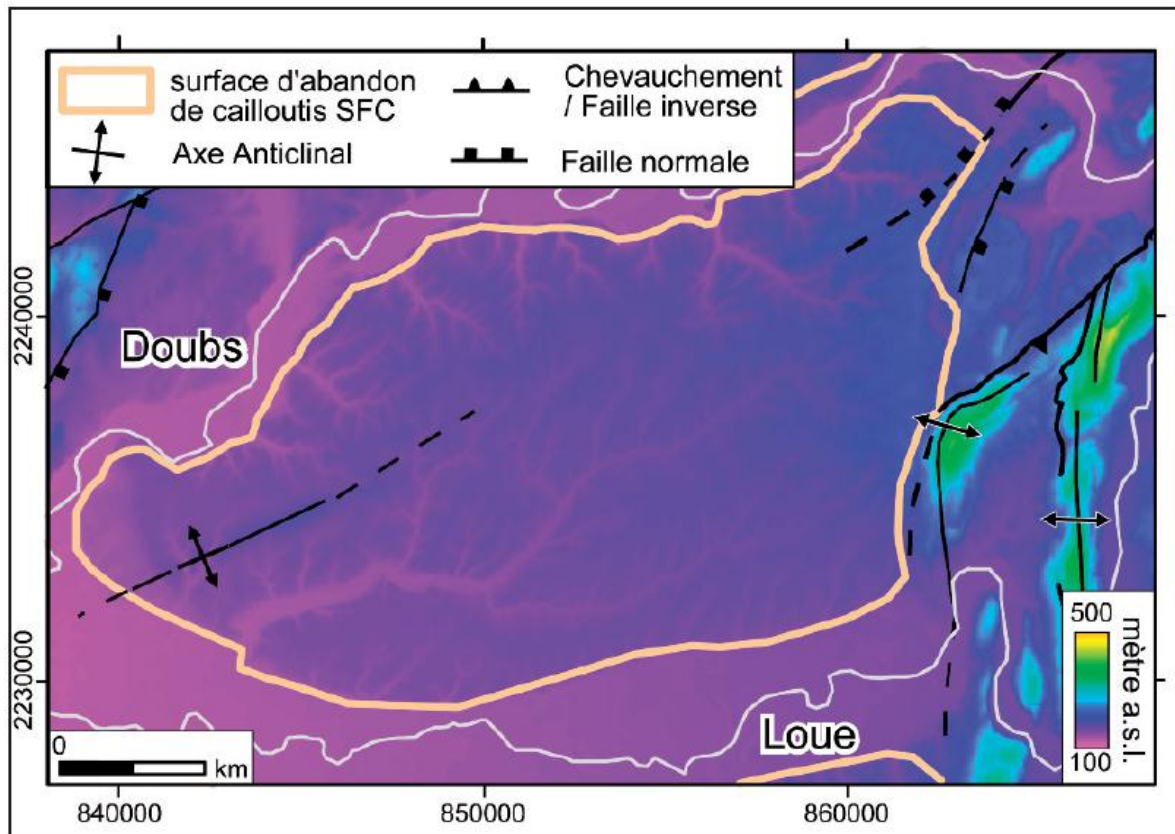 surface d'abandon
de cailloutis SFC
Axe Anticlinal
Chevauchement
/ Faille inverse
Faille normale
2240000
Doubs
2230000
Loue
500
mètre a.s.l.
100
0
km
840000
850000
860000